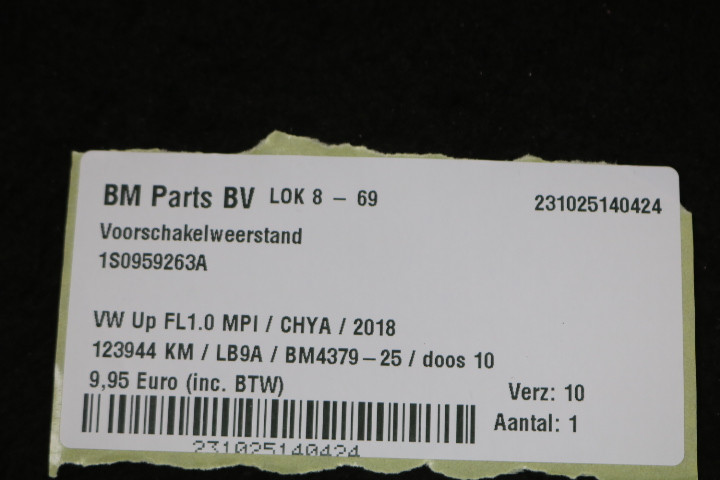 BM Parts BV LOK 8 – 69 231025140424
Voorschakelweerstand
1S0959263A
VW Up FL1.0 MPI / CHYA / 2018
123944 KM / LB9A / BM4379–25 / doos 10
9,95 Euro (inc. BTW) Verz: 10
Aantal: 1
231025140424